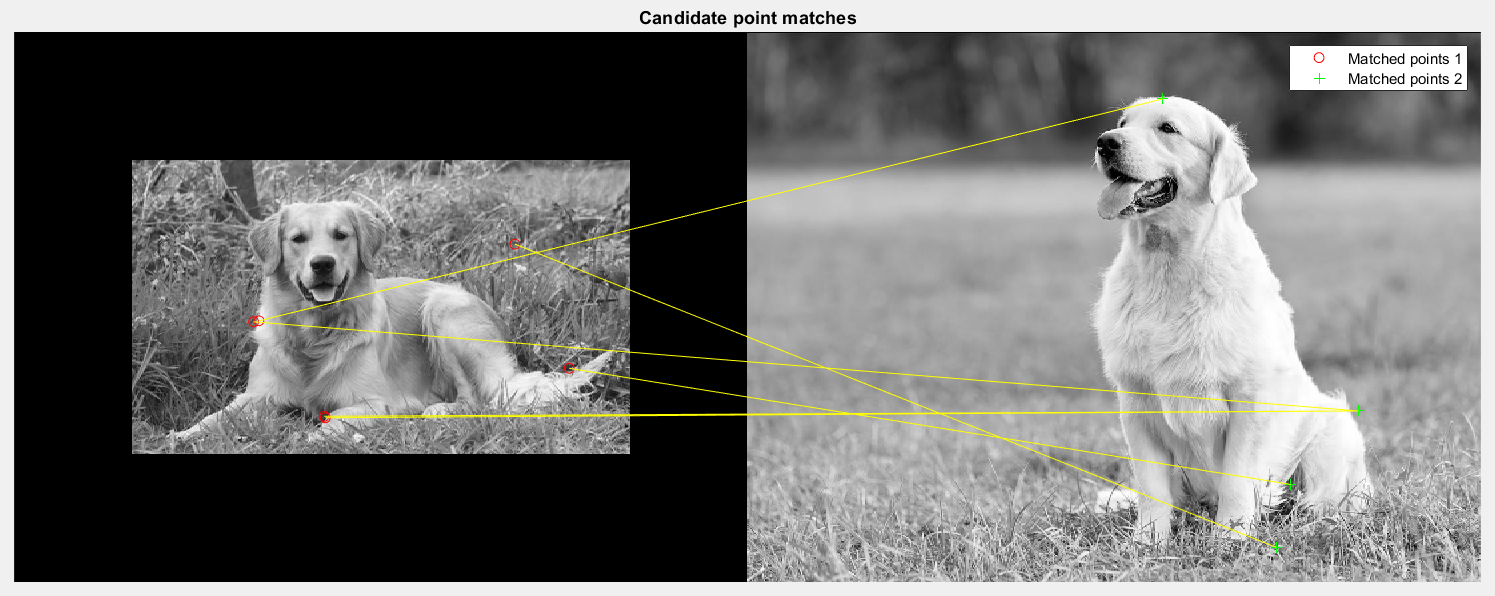 Candidate point matches
Matched points 1
Matched points 2